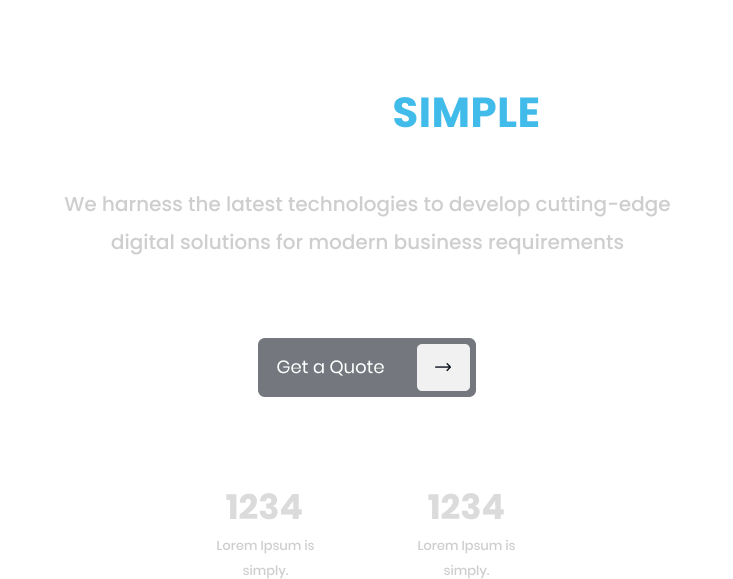 SIMPLE
We harness the latest technologies to develop cutting-edge
digital solutions for modern business requirements
Get a Quote
1234 1234
Lorem Ipsum is Lorem Ipsum is
simply. simply.